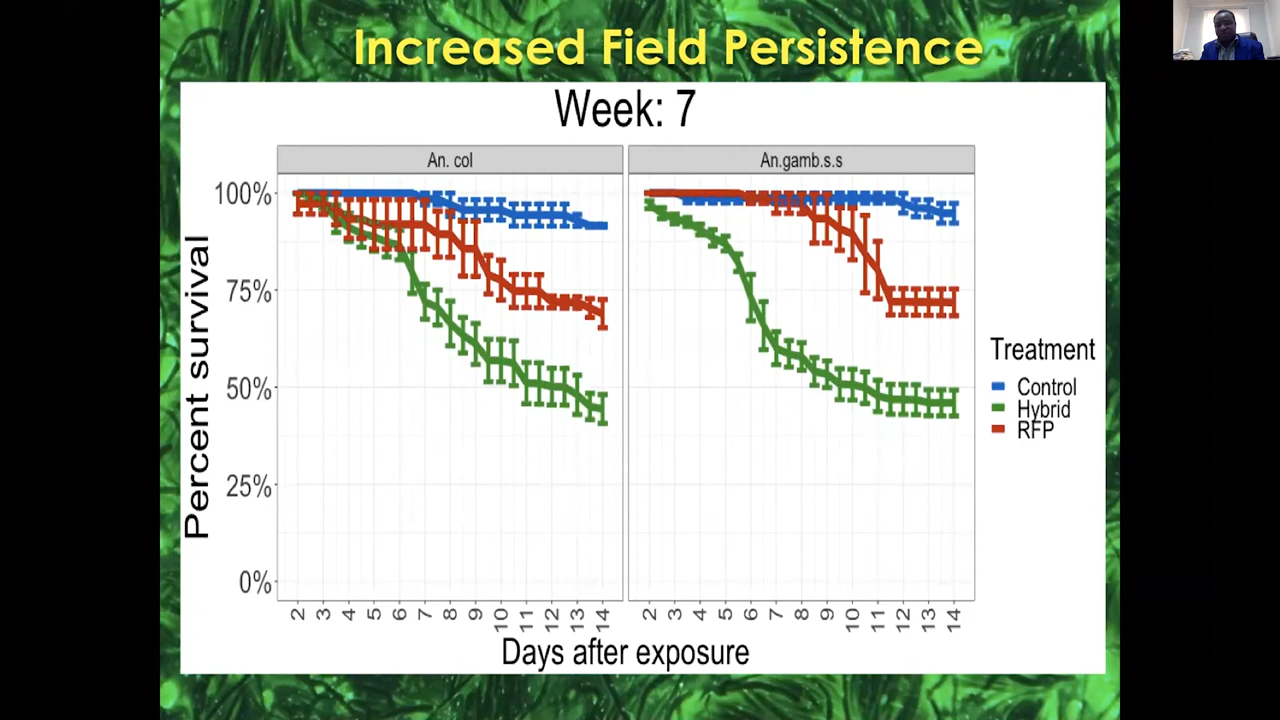 Increased Field Persistence
Week: 7
An. col
An.gamb.s.s
Percent survival
100%
75%
50%
25%
0%
2 3 4 5 6 7 8 9 10 11 12 13 14
2 3 4 5 6 7 8 9 10 11 12 13 14
Days after exposure
Treatment
Control
Hybrid
RFP